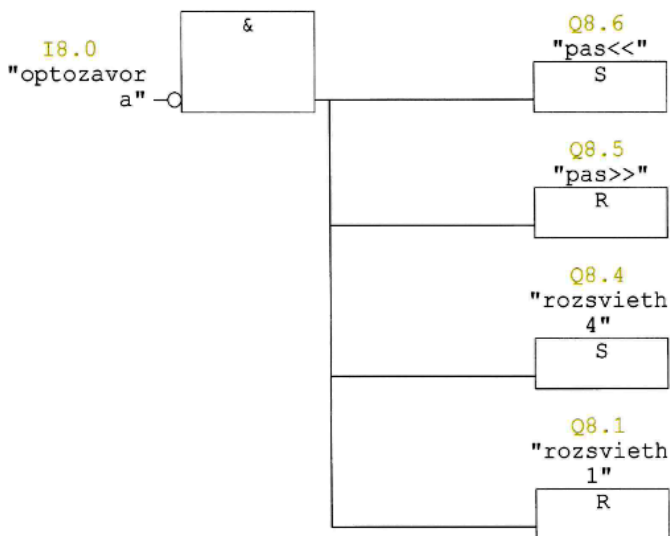 &
I8.0
"optozavor
a"
Q8.6
"pas<<"
S
Q8.5
"pas>>"
R
Q8.4
"rozsvieth
4"
S
Q8.1
"rozsvieth
1"
R